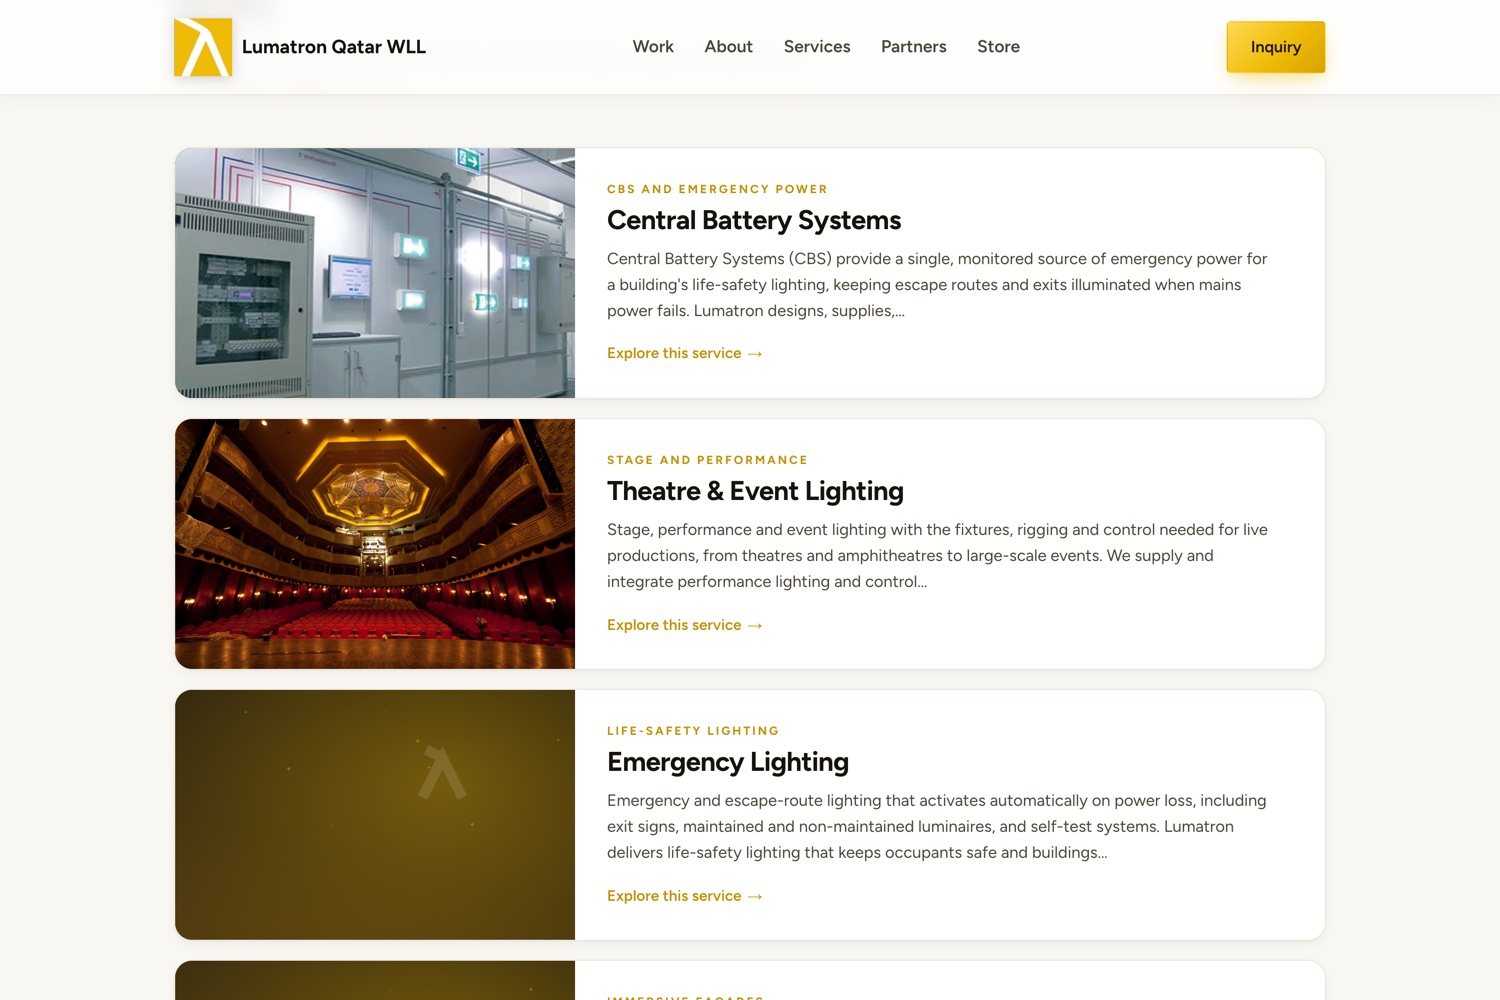 Lumatron Qatar WLL
Work
About
Services
Partners
Store
Inquiry
CBS AND EMERGENCY POWER
Central Battery Systems
Central Battery Systems (CBS) provide a single, monitored source of emergency power for
a building's life-safety lighting, keeping escape routes and exits illuminated when mains
power fails. Lumatron designs, supplies,...
Explore this service →
STAGE AND PERFORMANCE
Theatre & Event Lighting
Stage, performance and event lighting with the fixtures, rigging and control needed for live
productions, from theatres and amphitheatres to large-scale events. We supply and
integrate performance lighting and control...
Explore this service →
LIFE-SAFETY LIGHTING
Emergency Lighting
Emergency and escape-route lighting that activates automatically on power loss, including
exit signs, maintained and non-maintained luminaires, and self-test systems. Lumatron
delivers life-safety lighting that keeps occupants safe and buildings...
Explore this service →
IMMERSIVE FACADES